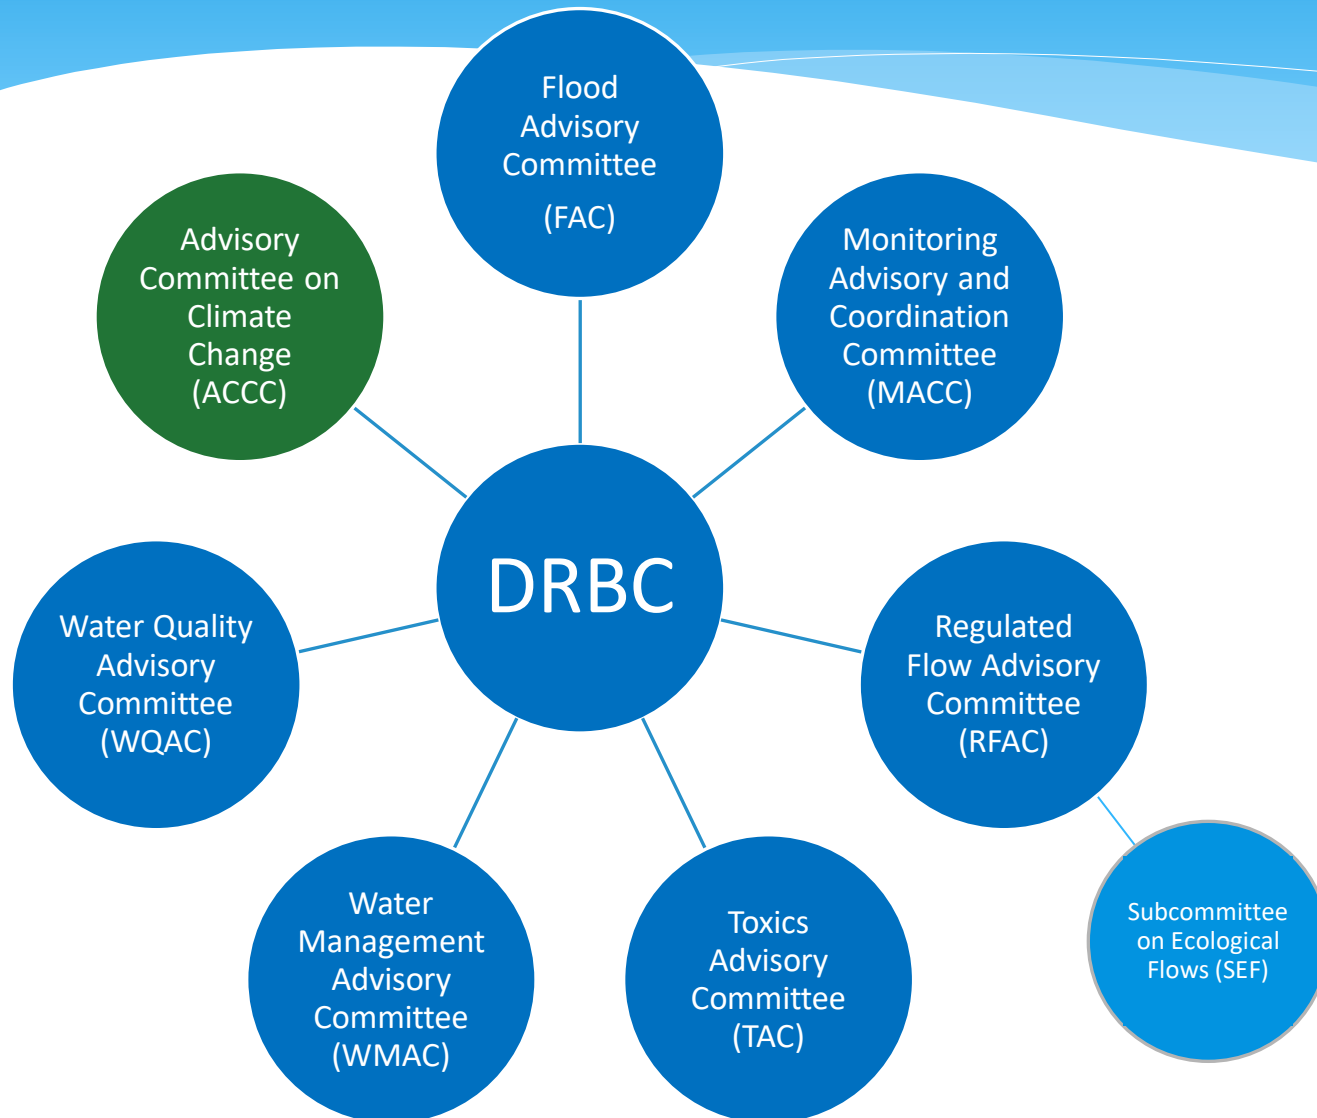 Flood
Advisory
Committee
(FAC)
Advisory
Committee on
Climate
Change
(ACCC)
Monitoring
Advisory and
Coordination
Committee
(MACC)
DRBC
Water Quality
Advisory
Committee
(WQAC)
Regulated
Flow Advisory
Committee
(RFAC)
Water
Management
Advisory
Committee
(WMAC)
Toxics
Advisory
Committee
(TAC)
Subcommittee
on Ecological
Flows (SEF)